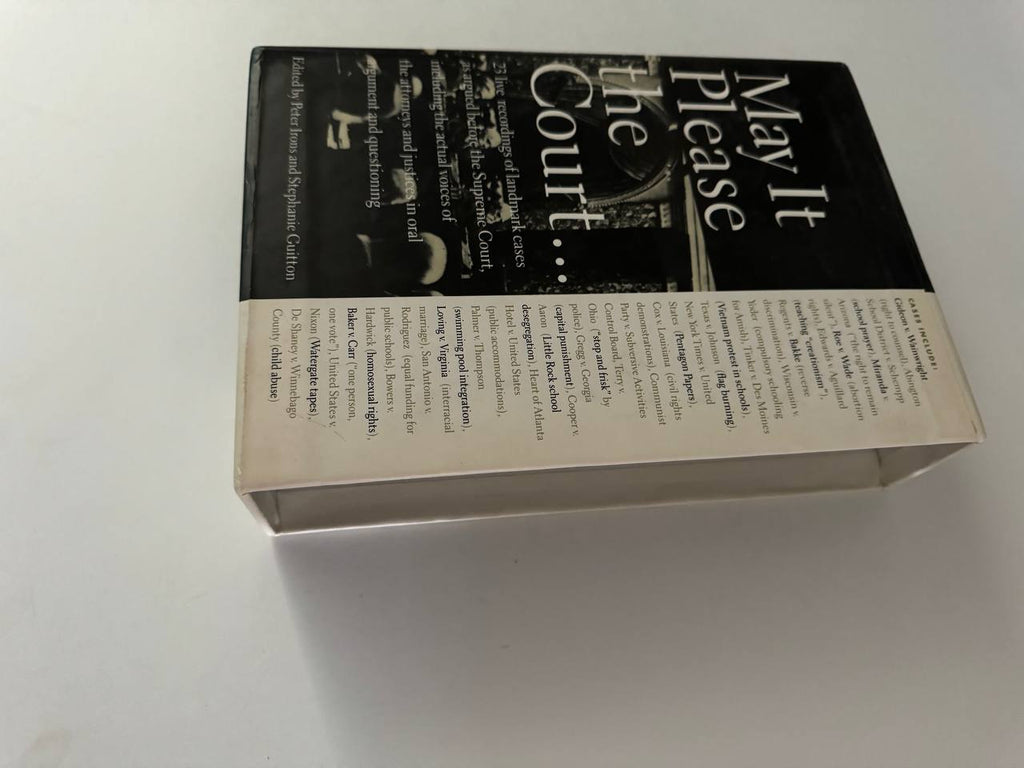 May It
Please
the
Court...
23 live recordings of landmark cases
as argued before the Supreme Court,
including the actual voices of
the attorneys and justices in oral
argument and questioning
Edited by Peter Irons and Stephanie Guitton
CASES INCLUDE:
Gideon v. Wainwright
(right to counsel), Abington
School District v. Schempp
(school prayer), Miranda v.
Arizona ("the right to remain
silent"), Roe v. Wade (abortion
rights), Edwards v. Aguillard
(teaching "creationism"),
Regents v. Bakke (reverse
discrimination), Wisconsin v.
Yoder (compulsory schooling
for Amish), Tinker v. Des Moines
(Vietnam protest in schools),
Texas v. Johnson (flag burning),
New York Times v. United
States (Pentagon Papers),
Cox v. Louisiana (civil rights
demonstrations), Communist
Party v. Subversive Activities
Control Board, Terry v.
Ohio ("stop and frisk" by
police), Gregg v. Georgia
(capital punishment), Cooper v.
Aaron (Little Rock school
desegregation), Heart of Atlanta
Hotel v. United States
(public accommodations),
Palmer v. Thompson
(swimming pool integration),
Loving v. Virginia (interracial
marriage), San Antonio v.
Rodriguez (equal funding for
public schools), Bowers v.
Hardwick (homosexual rights),
Baker v. Carr ("one person,
one vote"), United States v.
Nixon (Watergate tapes),
De Shaney v. Winnebago
County (child abuse)